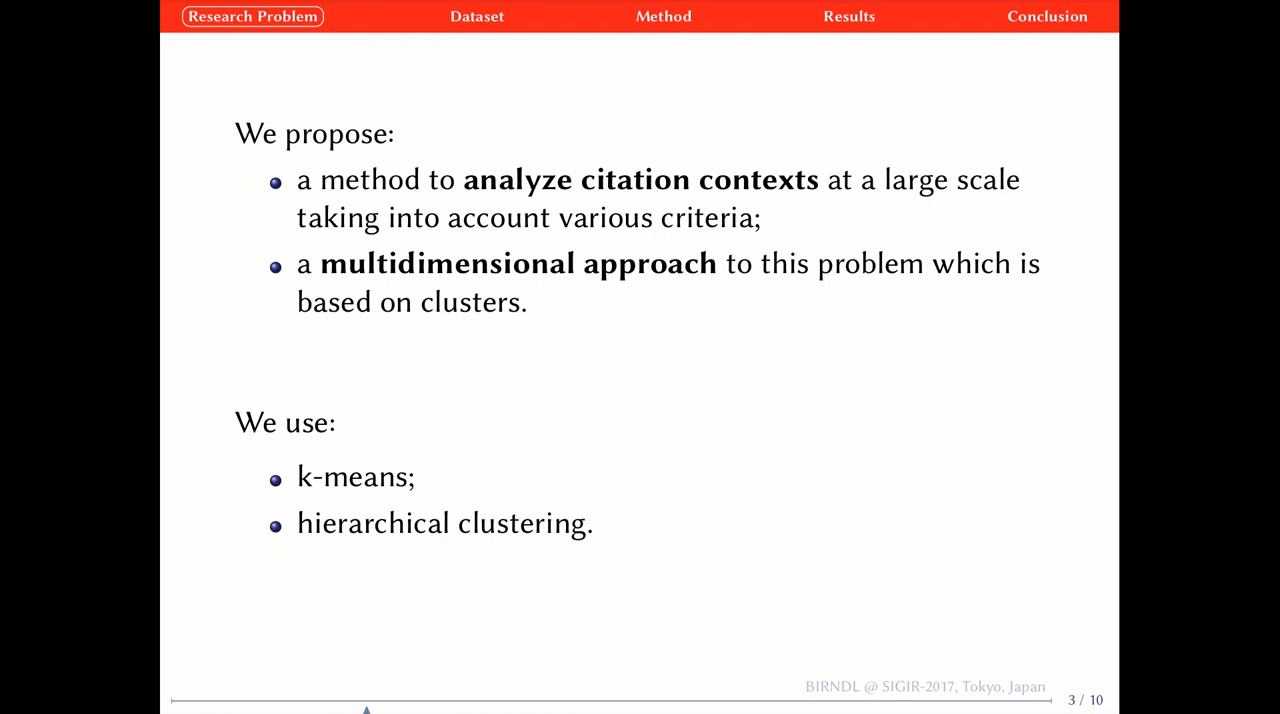 Research Problem Dataset Method Results Conclusion
We propose:
a method to analyze citation contexts at a large scale
taking into account various criteria;
a multidimensional approach to this problem which is
based on clusters.
We use:
k-means;
hierarchical clustering.
BIRNDL @ SIGIR-2017, Tokyo, Japan
3 / 10